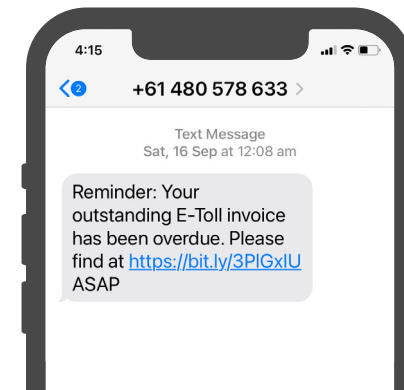 4:15
2
+61 480 578 633
Text Message
Sat, 16 Sep at 12:08 am
Reminder: Your
outstanding E-Toll invoice
has been overdue. Please
find at https://bit.ly/3PlGxlU
ASAP